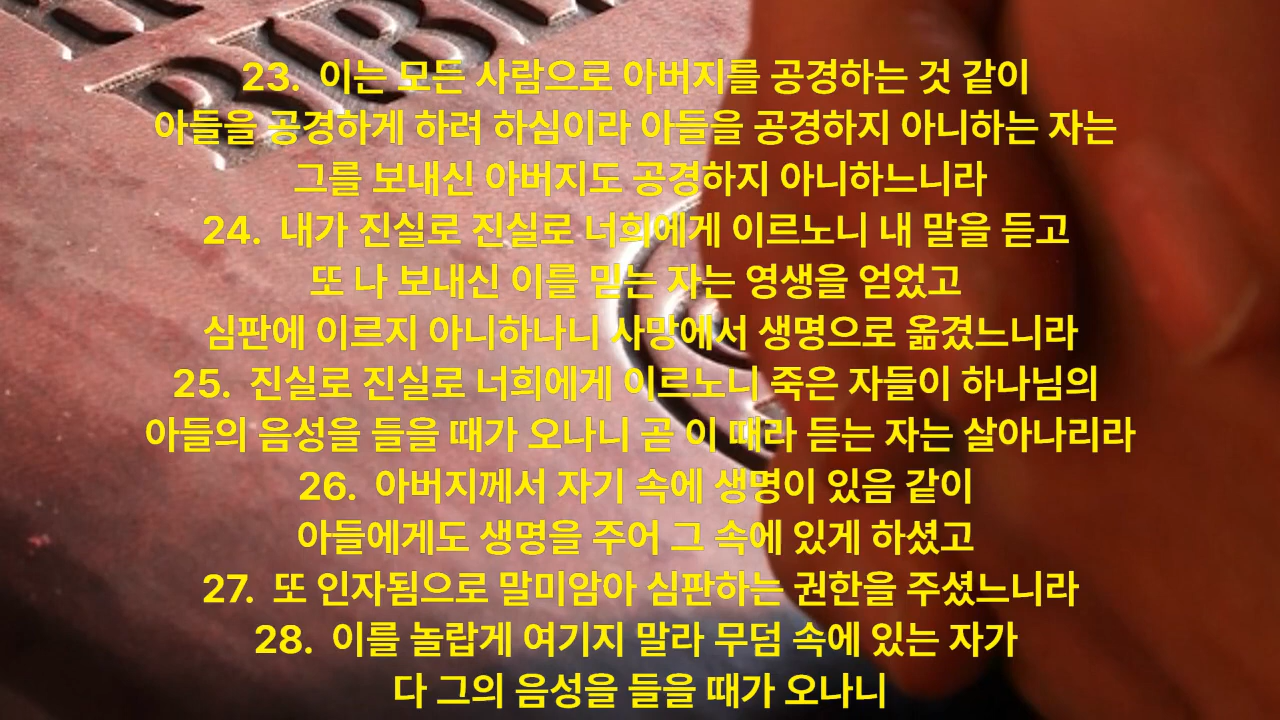 BIBL
23. 이는 모든 사람으로 아버지를 공경하는 것 같이
아들을 공경하게 하려 하심이라 아들을 공경하지 아니하는 자는
그를 보내신 아버지도 공경하지 아니하느니라
24. 내가 진실로 진실로 너희에게 이르노니 내 말을 듣고
또 나 보내신 이를 믿는 자는 영생을 얻었고
심판에 이르지 아니하나니 사망에서 생명으로 옮겼느니라
25. 진실로 진실로 너희에게 이르노니 죽은 자들이 하나님의
아들의 음성을 들을 때가 오나니 곧 이 때라 듣는 자는 살아나리라
26. 아버지께서 자기 속에 생명이 있음 같이
아들에게도 생명을 주어 그 속에 있게 하셨고
27. 또 인자됨으로 말미암아 심판하는 권한을 주셨느니라
28. 이를 놀랍게 여기지 말라 무덤 속에 있는 자가
다 그의 음성을 들을 때가 오나니